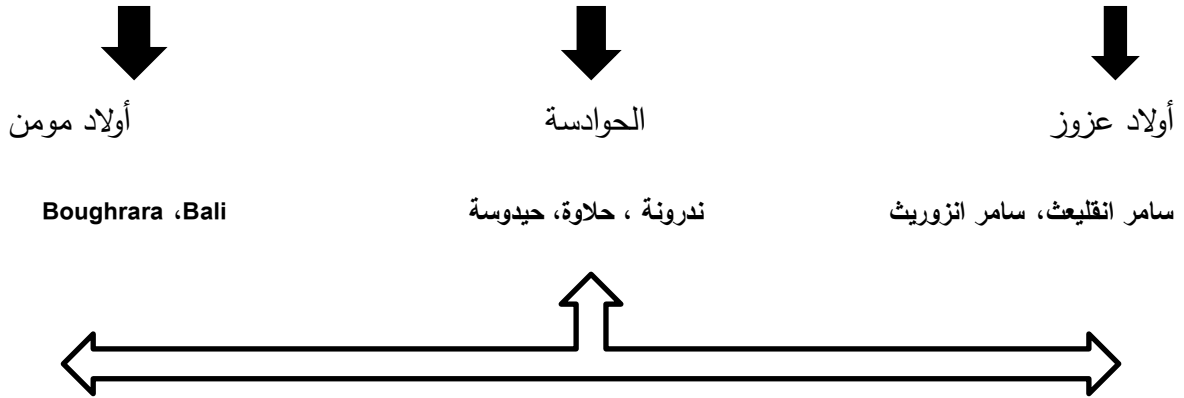 أولاد عزوز
الحوادسة
أولاد مومن
سامر انقليعث، سامر انزوريث
ندرونة ، حلاوة، حيدوسة
Boughrara ،Bali